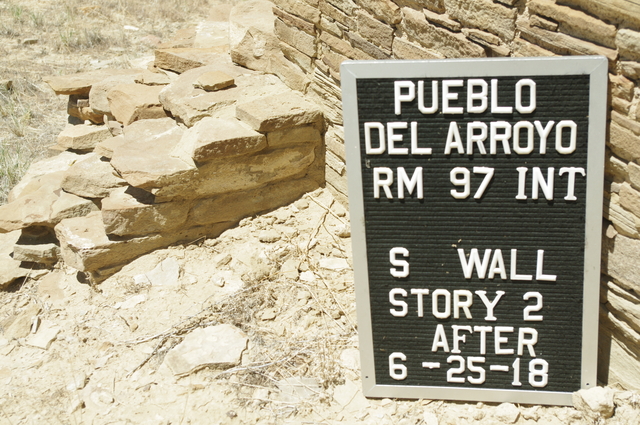 PUEBLO
DEL ARROYO
RM 97 INT
S WALL
STORY 2
AFTER
6-25-18